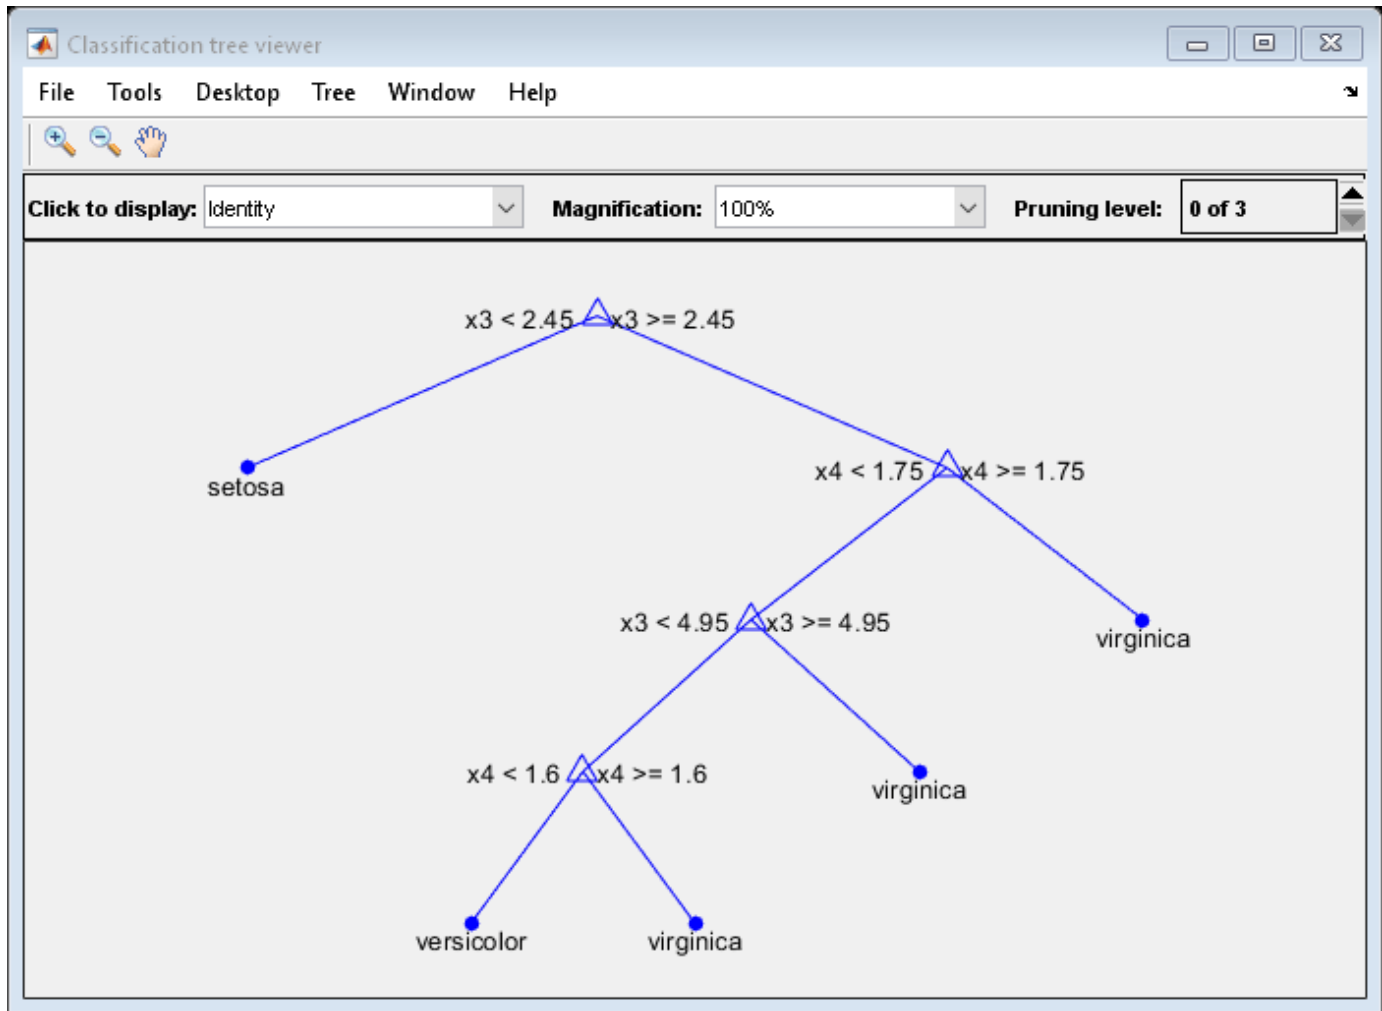 Classification tree viewer
File Tools Desktop Tree Window Help
Click to display: Identity Magnification: 100% Pruning level: 0 of 3
x3 < 2.45 x3 >= 2.45
setosa
x4 < 1.75 x4 >= 1.75
x3 < 4.95 x3 >= 4.95
virginica
x4 < 1.6 x4 >= 1.6
virginica
versicolor virginica